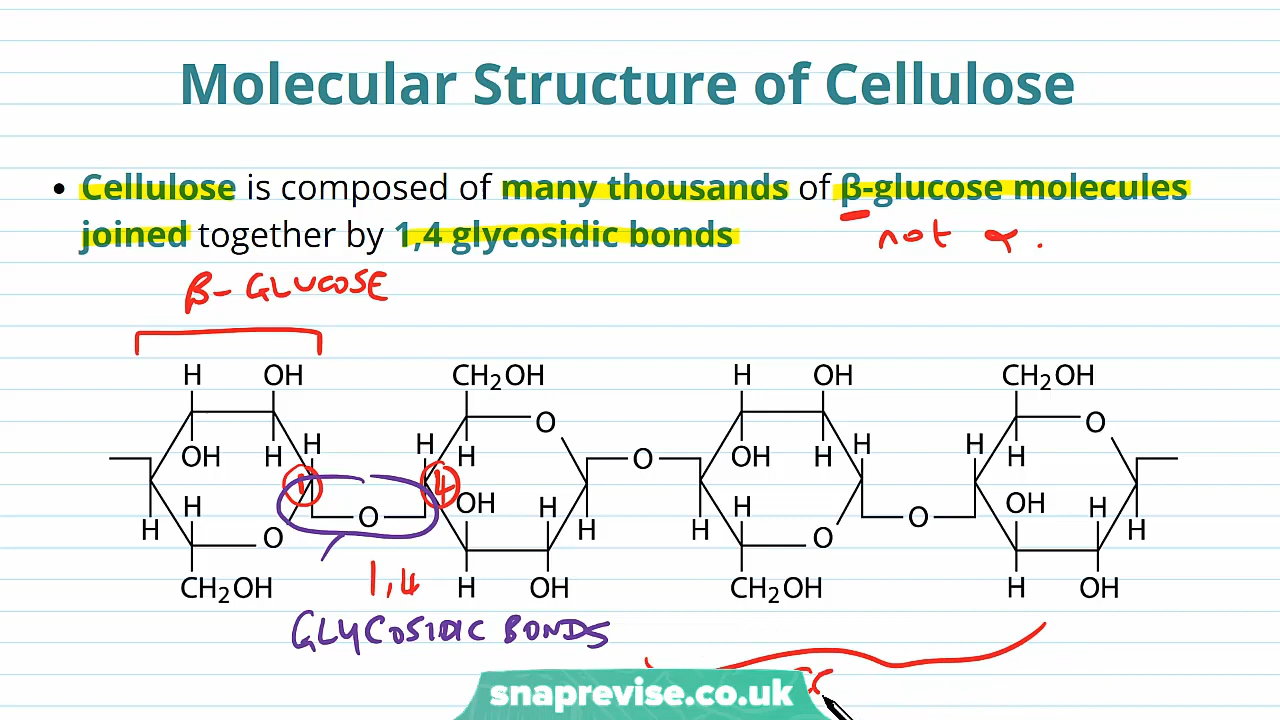 Molecular Structure of Cellulose
• Cellulose is composed of many thousands of β-glucose molecules
joined together by 1,4 glycosidic bonds
not α.
β-GLUCOSE
H OH CH₂OH H OH CH₂OH
H H O H H O
OH H H OH H H
O
1 4
H OH H OH H OH H
H H H H
O O
O O
CH₂OH H OH CH₂OH H OH
1,4
GLYCOSIDIC BONDS
snaprevise.co.uk